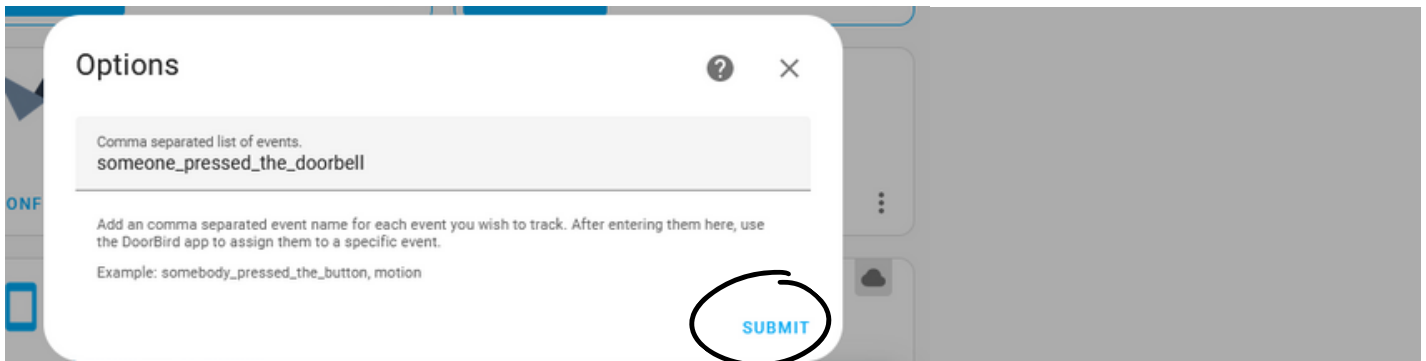 Options
Comma separated list of events.
someone_pressed_the_doorbell
ONF
Add an comma separated event name for each event you wish to track. After entering them here, use
the DoorBird app to assign them to a specific event.
Example: somebody_pressed_the_button, motion
SUBMIT